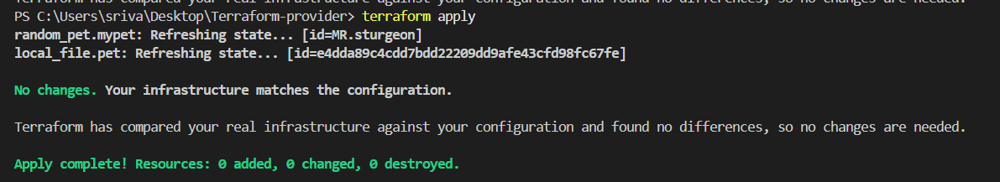 Terraform has compared your real infrastructure against your configuration and found no differences, so no changes are needed.
PS C:\Users\sriva\Desktop\Terraform-provider> terraform apply
random_pet.mypet: Refreshing state... [id=MR.sturgeon]
local_file.pet: Refreshing state... [id=e4dda89c4cdd7bdd22209dd9afe43cfd98fc67fe]
No changes. Your infrastructure matches the configuration.
Terraform has compared your real infrastructure against your configuration and found no differences, so no changes are needed.
Apply complete! Resources: 0 added, 0 changed, 0 destroyed.